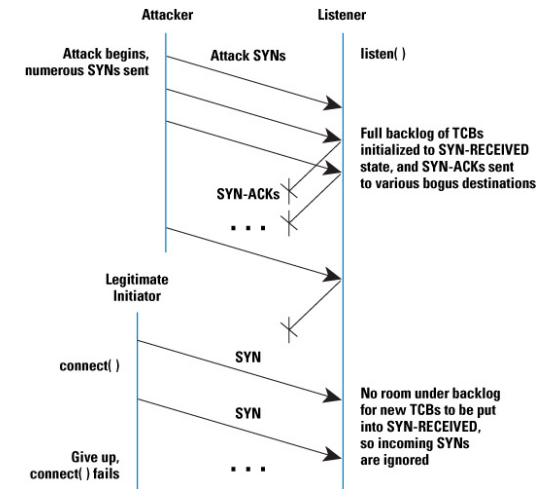 Attacker
Listener
Attack begins,
numerous SYNs sent
Attack SYNs
listen( )
Full backlog of TCBs
initialized to SYN-RECEIVED
state, and SYN-ACKs sent
to various bogus destinations
SYN-ACKs
. . .
Legitimate
Initiator
connect( )
SYN
SYN
No room under backlog
for new TCBs to be put
into SYN-RECEIVED,
so incoming SYNs
are ignored
Give up,
connect( ) fails
. . .